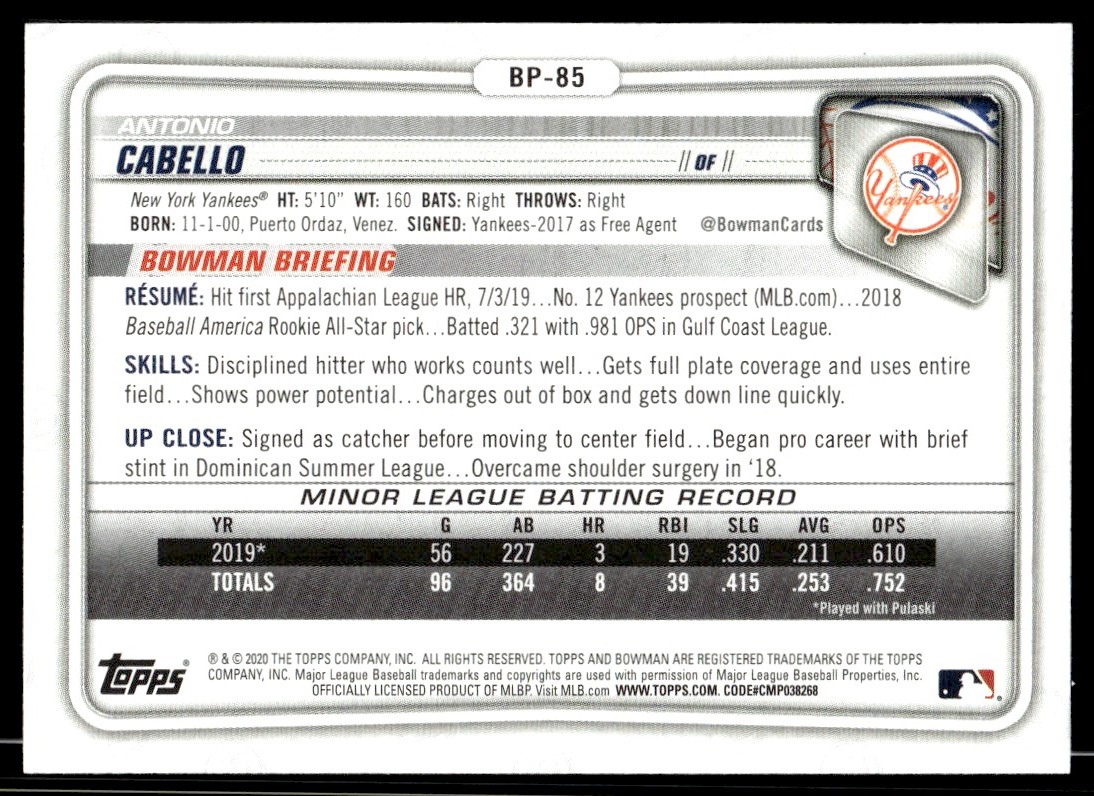 BP-85
ANTONIO
CABELLO // OF //
New York Yankees® HT: 5'10" WT: 160 BATS: Right THROWS: Right
BORN: 11-1-00, Puerto Ordaz, Venez. SIGNED: Yankees-2017 as Free Agent @BowmanCards
Yankees
BOWMAN BRIEFING
RÉSUMÉ: Hit first Appalachian League HR, 7/3/19...No. 12 Yankees prospect (MLB.com)...2018
Baseball America Rookie All-Star pick...Batted .321 with .981 OPS in Gulf Coast League.
SKILLS: Disciplined hitter who works counts well...Gets full plate coverage and uses entire
field...Shows power potential...Charges out of box and gets down line quickly.
UP CLOSE: Signed as catcher before moving to center field...Began pro career with brief
stint in Dominican Summer League...Overcame shoulder surgery in '18.
MINOR LEAGUE BATTING RECORD
YR G AB HR RBI SLG AVG OPS
2019* 56 227 3 19 .330 .211 .610
TOTALS 96 364 8 39 .415 .253 .752
*Played with Pulaski
topps®
® & © 2020 THE TOPPS COMPANY, INC. ALL RIGHTS RESERVED. TOPPS AND BOWMAN ARE REGISTERED TRADEMARKS OF THE TOPPS
COMPANY, INC. Major League Baseball trademarks and copyrights are used with permission of Major League Baseball Properties, Inc.
OFFICIALLY LICENSED PRODUCT OF MLBP. Visit MLB.com WWW.TOPPS.COM. CODE#CMP038268